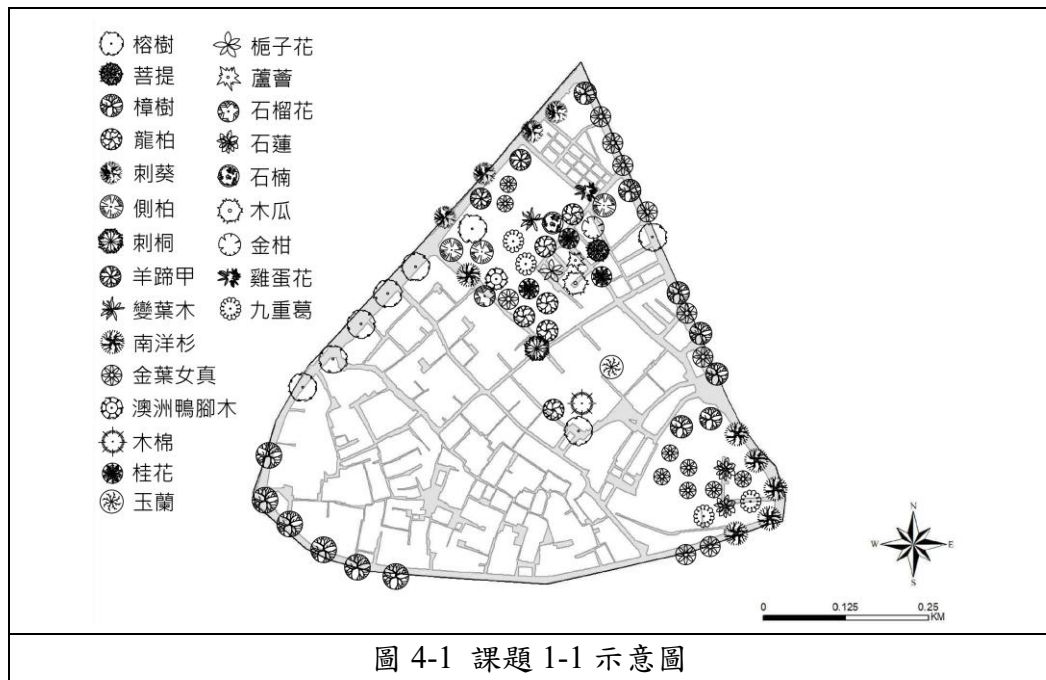 榕樹
菩提
樟樹
龍柏
刺葵
側柏
刺桐
羊蹄甲
變葉木
南洋杉
金葉女真
澳洲鴨腳木
木棉
桂花
玉蘭
梔子花
蘆薈
石榴花
石蓮
石楠
木瓜
金柑
雞蛋花
九重葛
N
W
E
S
0 0.125 0.25
KM
圖 4-1 課題 1-1 示意圖